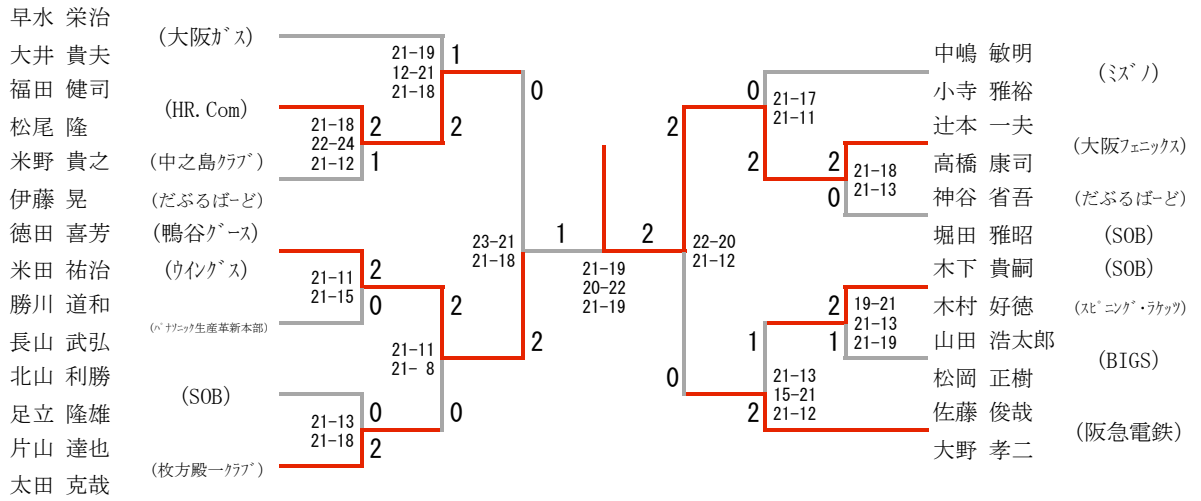 早水 栄治
大井 貴夫
(大阪ｶﾞｽ)
福田 健司
松尾 隆
(HR.Com)
米野 貴之
(中之島ｸﾗﾌﾞ)
伊藤 晃
(だぶるばーど)
徳田 喜芳
(鴨谷ｸﾞｰｽ)
米田 祐治
(ｳｲﾝｸﾞｽ)
勝川 道和
長山 武弘
(ﾊﾟﾅｿﾆｯｸ生産革新本部)
北山 利勝
足立 隆雄
(SOB)
片山 達也
太田 克哉
(枚方殿一ｸﾗﾌﾞ)
21-19
12-21
21-18
1
2
21-18
22-24
21-12
2
1
0
23-21
21-18
2
21-11
21-15
2
0
21-11
21- 8
2
0
21-13
21-18
0
2
1
2
21-19
20-22
21-19
22-20
21-12
2
0
0
2
21-17
21-11
2
0
21-18
21-13
1
2
21-13
15-21
21-12
2
1
19-21
21-13
21-19
中嶋 敏明
小寺 雅裕
(ﾐｽﾞﾉ)
辻本 一夫
高橋 康司
(大阪ﾌｪﾆｯｸｽ)
神谷 省吾
(だぶるばーど)
堀田 雅昭
(SOB)
木下 貴嗣
(SOB)
木村 好徳
(ｽﾋﾟﾆﾝｸﾞ・ﾗｹｯﾂ)
山田 浩太郎
松岡 正樹
(BIGS)
佐藤 俊哉
大野 孝二
(阪急電鉄)